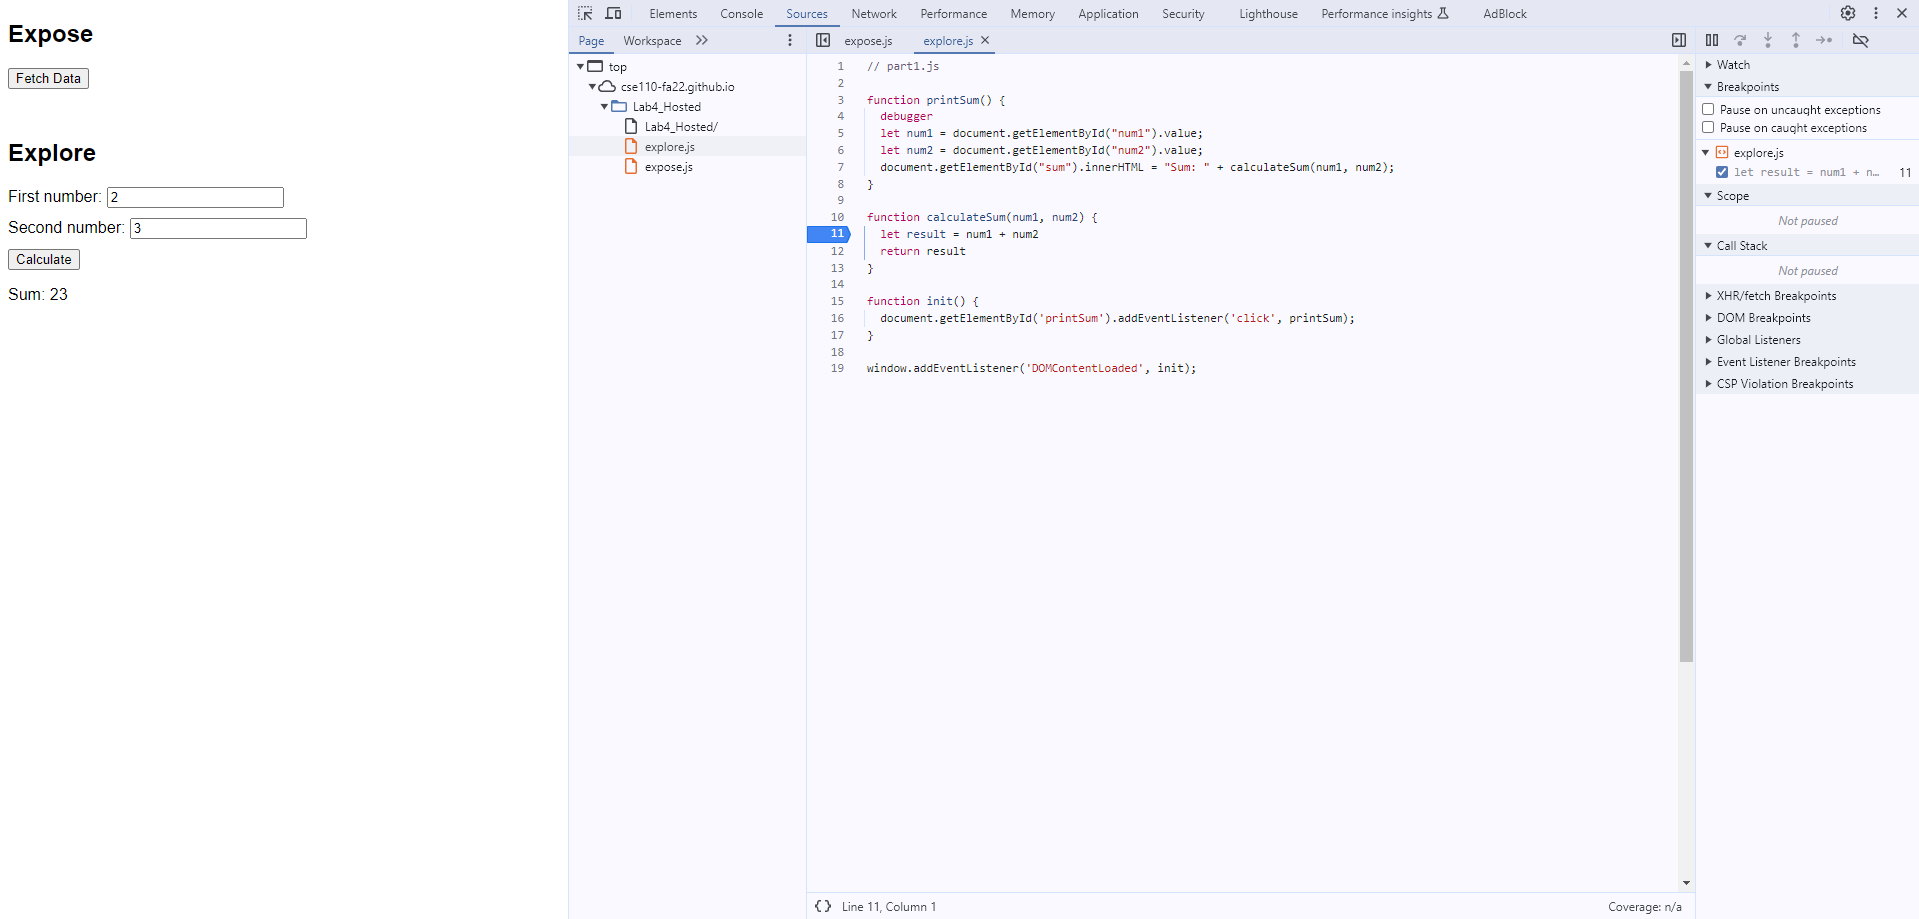 Expose
Fetch Data
Explore
First number: 2
Second number: 3
Calculate
Sum: 23
Elements Console Sources Network Performance Memory Application Security Lighthouse Performance insights AdBlock
Page Workspace
top
cse110-fa22.github.io
Lab4_Hosted
Lab4_Hosted/
explore.js
expose.js
expose.js explore.js
1 // part1.js
2
3 function printSum() {
4 debugger
5 let num1 = document.getElementById("num1").value;
6 let num2 = document.getElementById("num2").value;
7 document.getElementById("sum").innerHTML = "Sum: " + calculateSum(num1, num2);
8 }
9
10 function calculateSum(num1, num2) {
11 let result = num1 + num2
12 return result
13 }
14
15 function init() {
16 document.getElementById('printSum').addEventListener('click', printSum);
17 }
18
19 window.addEventListener('DOMContentLoaded', init);
{} Line 11, Column 1 Coverage: n/a
Watch
Breakpoints
Pause on uncaught exceptions
Pause on caught exceptions
explore.js
let result = num1 + n… 11
Scope
Not paused
Call Stack
Not paused
XHR/fetch Breakpoints
DOM Breakpoints
Global Listeners
Event Listener Breakpoints
CSP Violation Breakpoints